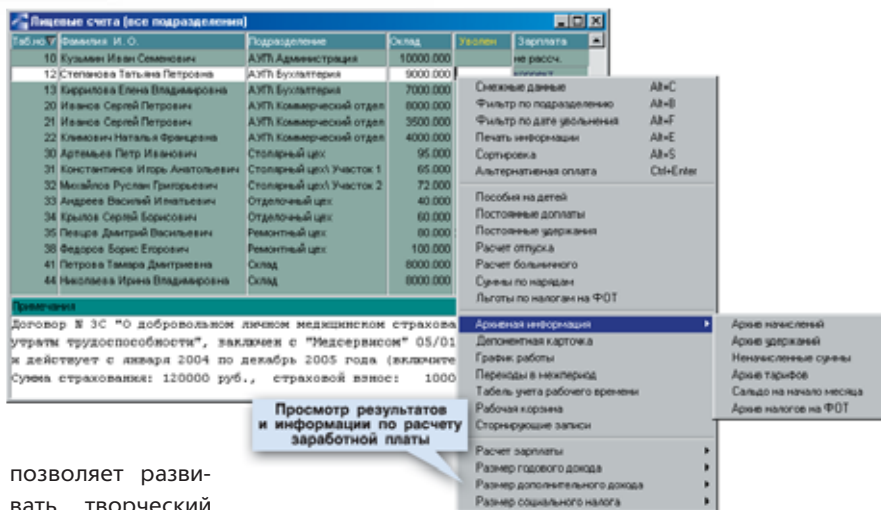 Лицевые счета (все подразделения)
Таб.но Фамилия И.О. Подразделение Оклад Уволен Зарплата
10 Кузьмин Иван Семенович АУП\Администрация 10000.000 не рассч.
12 Степанова Татьяна Петровна АУП\Бухгалтерия 9000.000 коррект.
13 Кириллова Елена Владимировна АУП\Бухгалтерия 7000.000
20 Иванов Сергей Петрович АУП\Коммерческий отдел 8000.000
21 Иванов Сергей Петрович АУП\Коммерческий отдел 3500.000
22 Климович Наталья Францевна АУП\Коммерческий отдел 4000.000
30 Артемьев Петр Иванович Столярный цех 95.000
31 Константинов Игорь Анатольевич Столярный цех\ Участок 1 65.000
32 Михайлов Руслан Григорьевич Столярный цех\ Участок 2 72.000
33 Андреев Василий Игнатьевич Отделочный цех 40.000
34 Крылов Сергей Борисович Отделочный цех 60.000
35 Певцов Дмитрий Васильевич Ремонтный цех 80.000
38 Федоров Борис Егорович Ремонтный цех 100.000
41 Петрова Тамара Дмитриевна Склад 8000.000
44 Николаева Ирина Владимировна Склад 8000.000
Примечания
Договор № 3С "О добровольном личном медицинском страхова
утраты трудоспособности", заключен с "Медсервисом" 05/01
и действует с января 2004 по декабрь 2005 года (включите
Сумма страхования: 120000 руб., страховой взнос: 1000
Смежные данные Alt+C
Фильтр по подразделению Alt+B
Фильтр по дате увольнения Alt+F
Печать информации Alt+E
Сортировка Alt+S
Альтернативная оплата Ctrl+Enter
Пособия на детей
Постоянные доплаты
Постоянные удержания
Расчет отпуска
Расчет больничного
Суммы по нарядам
Льготы по налогам на ФОТ
Архивная информация
Депонентная карточка
График работы
Переходы в межпериод
Табель учета рабочего времени
Рабочая корзина
Сторнирующие записи
Расчет зарплаты
Размер годового дохода
Размер дополнительного дохода
Размер социального налога
Архив начислений
Архив удержаний
Неначисленные суммы
Архив тарифов
Сальдо на начало месяца
Архив налогов на ФОТ
Просмотр результатов
и информации по расчету
заработной платы
позволяет разви-
вать творческий